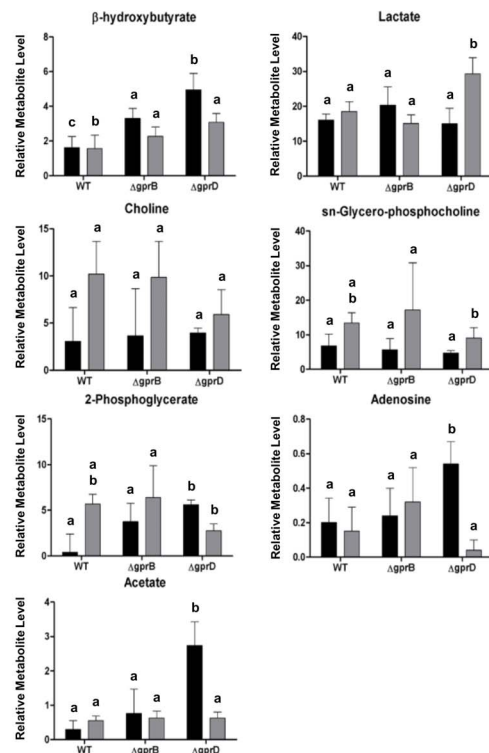 β-hydroxybutyrate
Relative Metabolite Level
8
6
4
2
0
c b a a b a
WT ΔgprB ΔgprD
Lactate
Relative Metabolite Level
40
30
20
10
0
a a a a a b
WT ΔgprB ΔgprD
Choline
Relative Metabolite Level
15
10
5
0
a a a a a a
WT ΔgprB ΔgprD
sn-Glycero-phosphocholine
Relative Metabolite Level
40
30
20
10
0
a a b a a a b
WT ΔgprB ΔgprD
2-Phosphoglycerate
Relative Metabolite Level
15
10
5
0
a a b a a b b
WT ΔgprB ΔgprD
Adenosine
Relative Metabolite Level
0.8
0.6
0.4
0.2
0.0
a a a a b a
WT ΔgprB ΔgprD
Acetate
Relative Metabolite Level
4
3
2
1
0
a a a a b a
WT ΔgprB ΔgprD